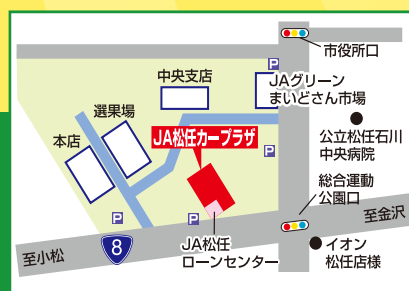 市役所口
P
中央支店
JAグリーン
まいどさん市場
選果場
公立松任石川
中央病院
JA松任カープラザ
本店
P
総合運動
公園口
至金沢
P
P
8
JA松任
ローンセンター
イオン
松任店様
至小松